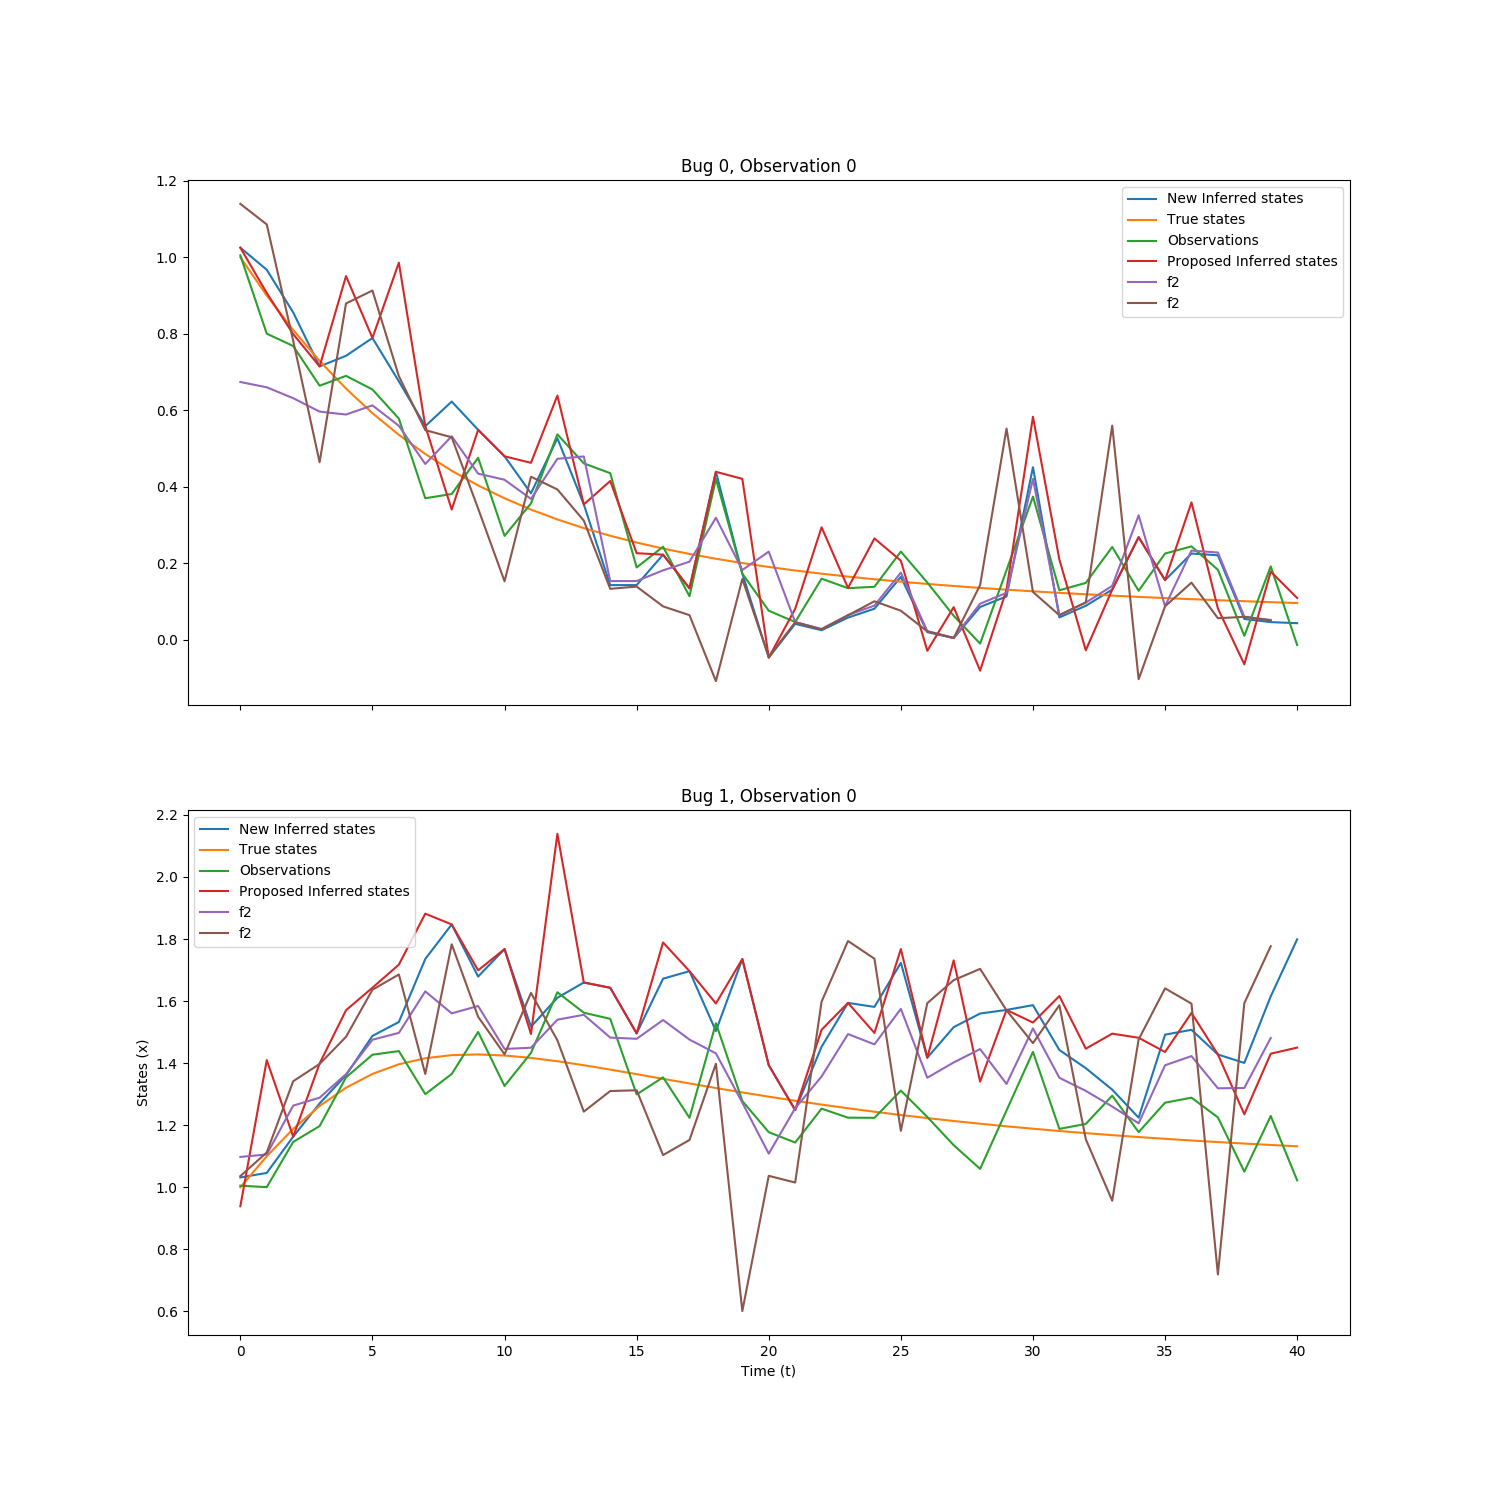 Bug 0, Observation 0
1.2
1.0
0.8
0.6
0.4
0.2
0.0
New Inferred states
True states
Observations
Proposed Inferred states
f2
f2
Bug 1, Observation 0
2.2
2.0
1.8
1.6
1.4
1.2
1.0
0.8
0.6
States (x)
New Inferred states
True states
Observations
Proposed Inferred states
f2
f2
0 5 10 15 20 25 30 35 40
Time (t)